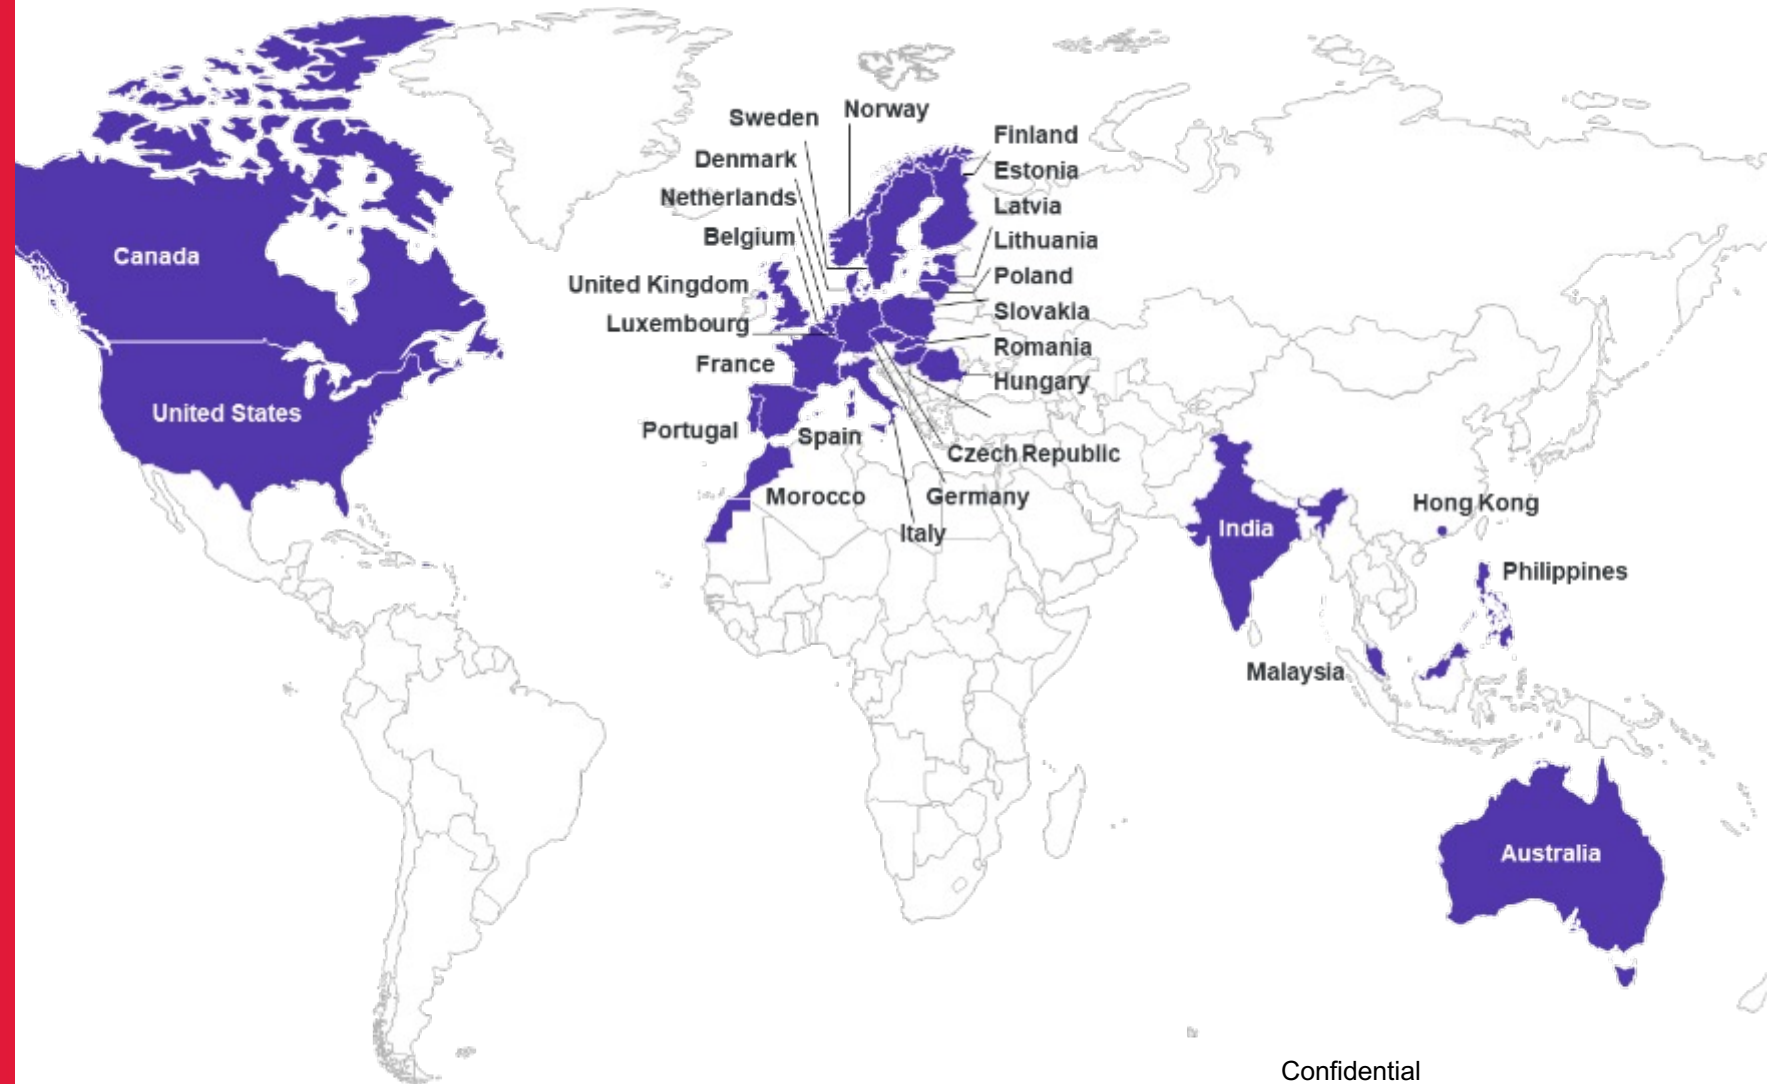 Norway
Sweden
Finland
Denmark
Estonia
Netherlands
Latvia
Belgium
Lithuania
Canada
Poland
United Kingdom
Slovakia
Luxembourg
Romania
France
Hungary
United States
Portugal
Spain
Czech Republic
Morocco
Germany
Hong Kong
India
Italy
Philippines
Malaysia
Australia
Confidential